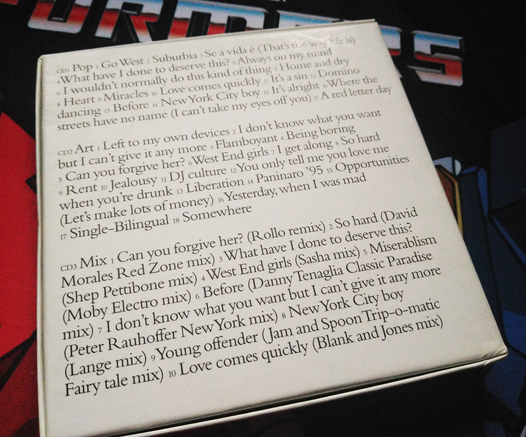 FORMERS
CD1 Pop 1 Go West 2 Suburbia 3 Se a vida é (That's the way life is)
4 What have I done to deserve this? 5 Always on my mind
6 I wouldn't normally do this kind of thing 7 Home and dry
8 Heart 9 Miracles 10 Love comes quickly 11 It's a sin 12 Domino
dancing 13 Before 14 New York City boy 15 It's alright 16 Where the
streets have no name (I can't take my eyes off you) 17 A red letter day
CD2 Art 1 Left to my own devices 2 I don't know what you want
but I can't give it any more 3 Flamboyant 4 Being boring
5 Can you forgive her? 6 West End girls 7 I get along 8 So hard
9 Rent 10 Jealousy 11 DJ culture 12 You only tell me you love me
when you're drunk 13 Liberation 14 Paninaro '95 15 Opportunities
(Let's make lots of money) 16 Yesterday, when I was mad
17 Single-Bilingual 18 Somewhere
CD3 Mix 1 Can you forgive her? (Rollo remix) 2 So hard (David
Morales Red Zone mix) 3 What have I done to deserve this?
(Shep Pettibone mix) 4 West End girls (Sasha mix) 5 Miserablism
(Moby Electro mix) 6 Before (Danny Tenaglia Classic Paradise
mix) 7 I don't know what you want but I can't give it any more
(Peter Rauhoffer New York mix) 8 New York City boy
(Lange mix) 9 Young offender (Jam and Spoon Trip-o-matic
Fairy tale mix) 10 Love comes quickly (Blank and Jones mix)